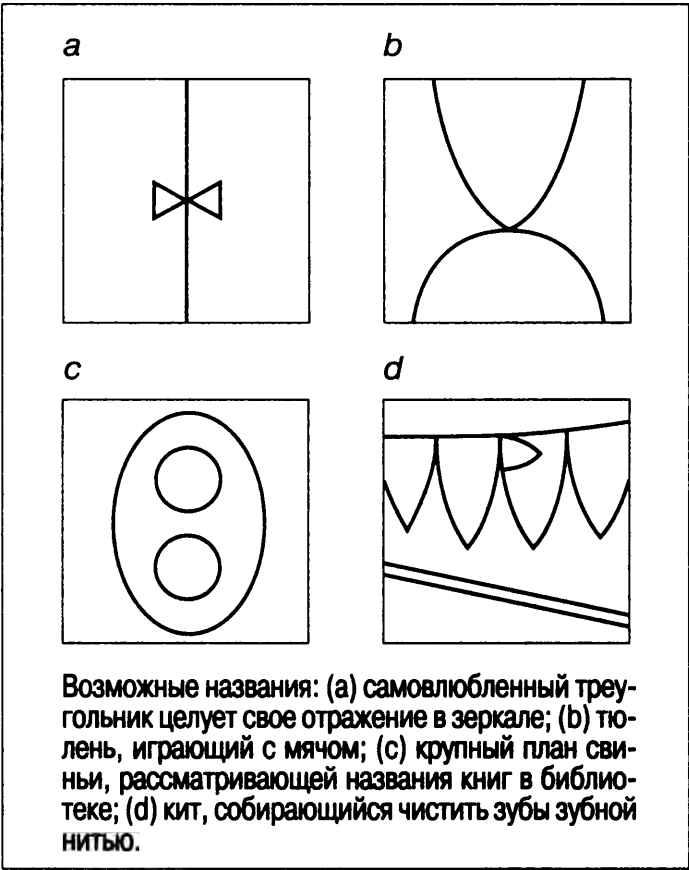 a
b
c
d
Возможные названия: (a) самовлюбленный треу-
гольник целует свое отражение в зеркале; (b) тю-
лень, играющий с мячом; (c) крупный план сви-
ньи, рассматривающей названия книг в библио-
теке; (d) кит, собирающийся чистить зубы зубной
нитью.